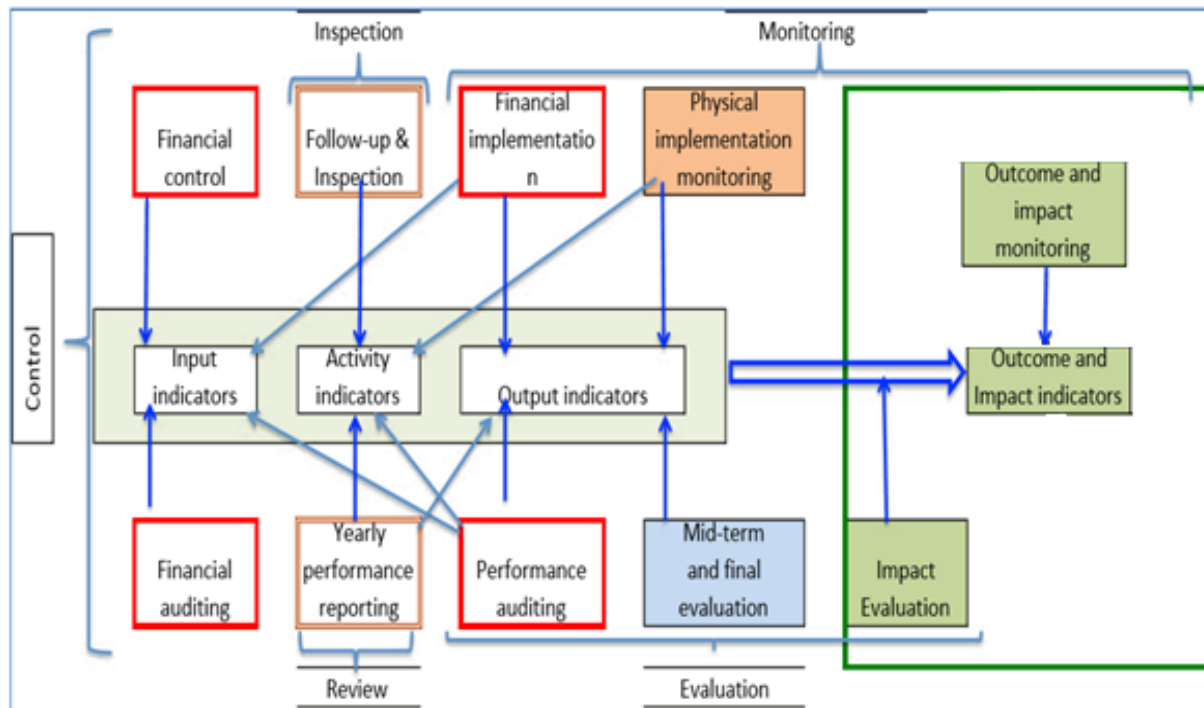 Inspection
Monitoring
Financial
control
Follow-up &
Inspection
Financial
implementatio
n
Physical
implementation
monitoring
Outcome and
impact
monitoring
Control
Input
indicators
Activity
indicators
Output indicators
Outcome and
Impact indicators
Financial
auditing
Yearly
performance
reporting
Performance
auditing
Mid-term
and final
evaluation
Impact
Evaluation
Review
Evaluation